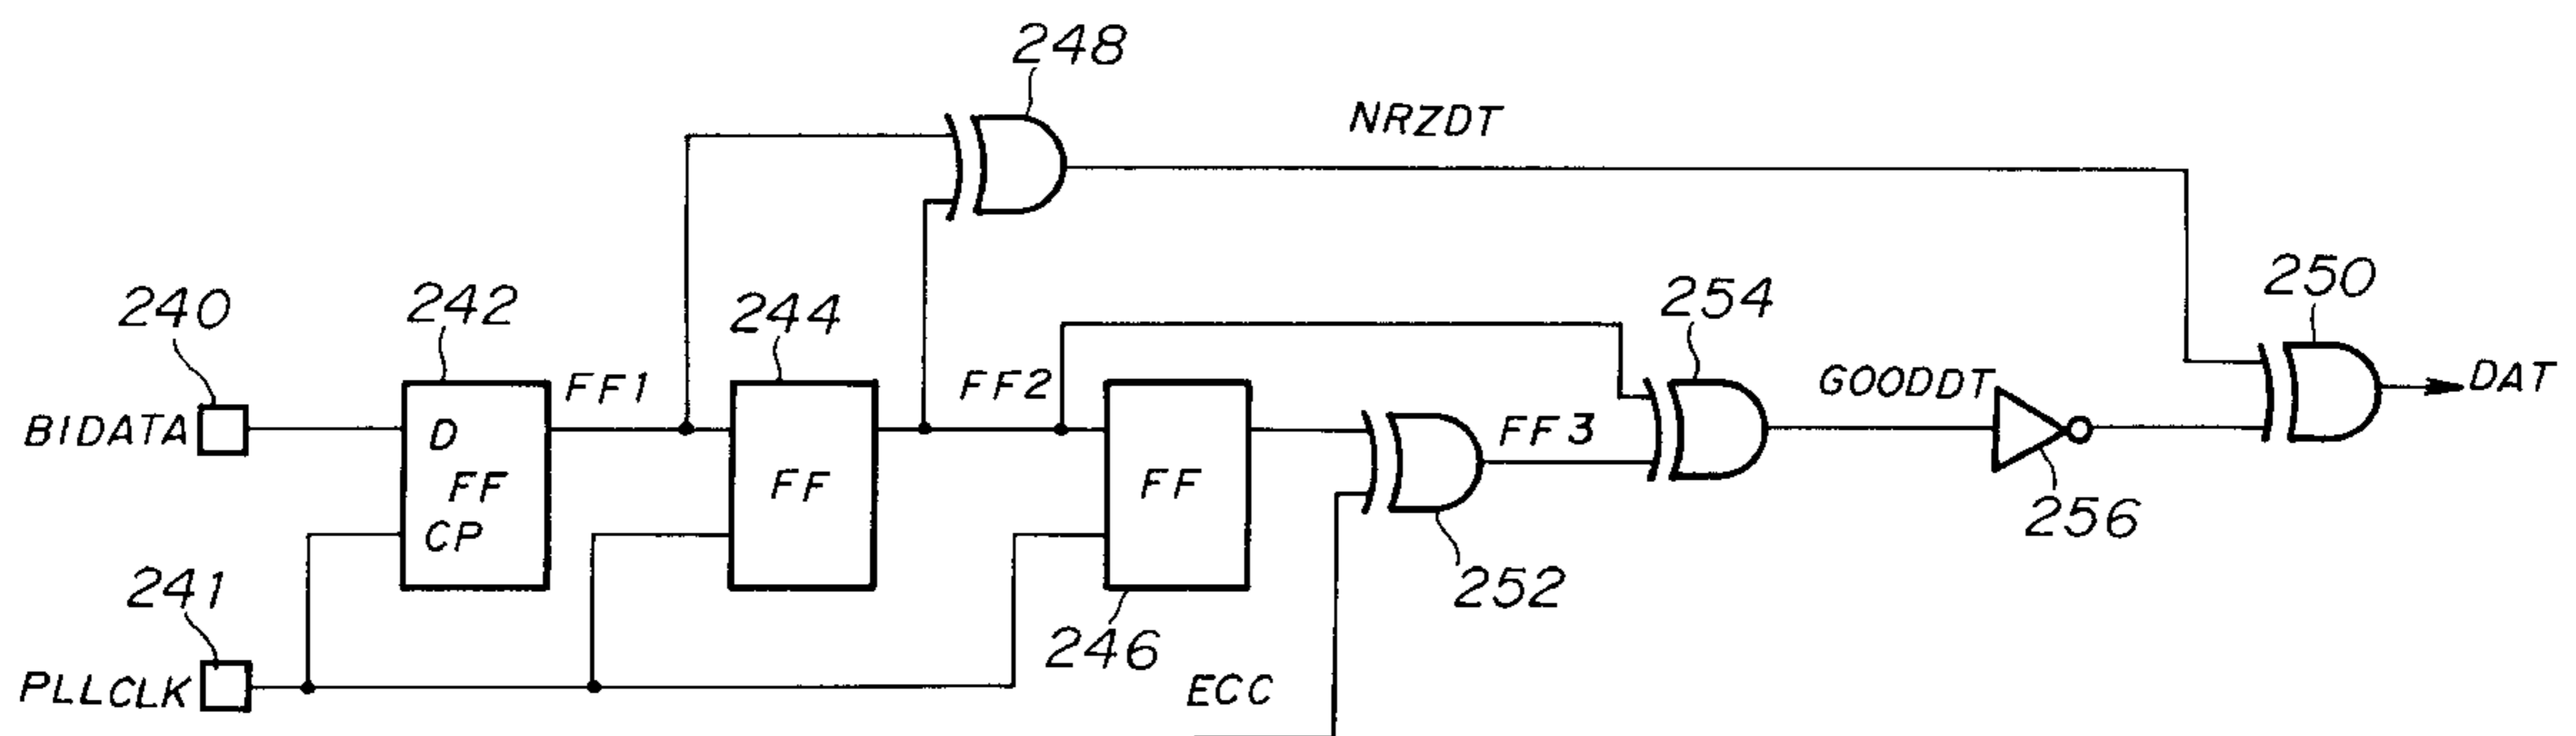 248
NRZDT
240
242
244
254
250
BIDATA
D
FF
CP
FF1
FF
FF2
FF
FF3
GOODDT
DAT
256
252
241
246
PLLCLK
ECC